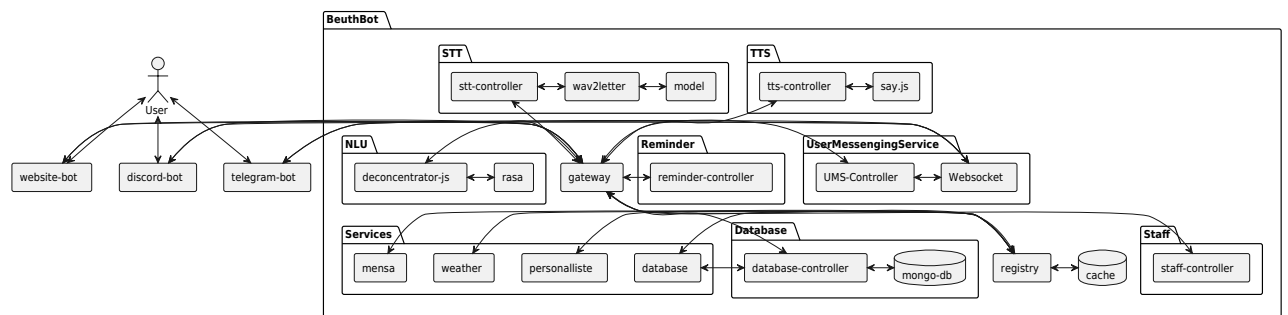 BeuthBot
STT
TTS
stt-controller
wav2letter
model
tts-controller
say.js
User
NLU
Reminder
UserMessengingService
website-bot
discord-bot
telegram-bot
deconcentrator-js
rasa
gateway
reminder-controller
UMS-Controller
Websocket
Services
Database
Staff
mensa
weather
personalliste
database
database-controller
mongo-db
registry
cache
staff-controller